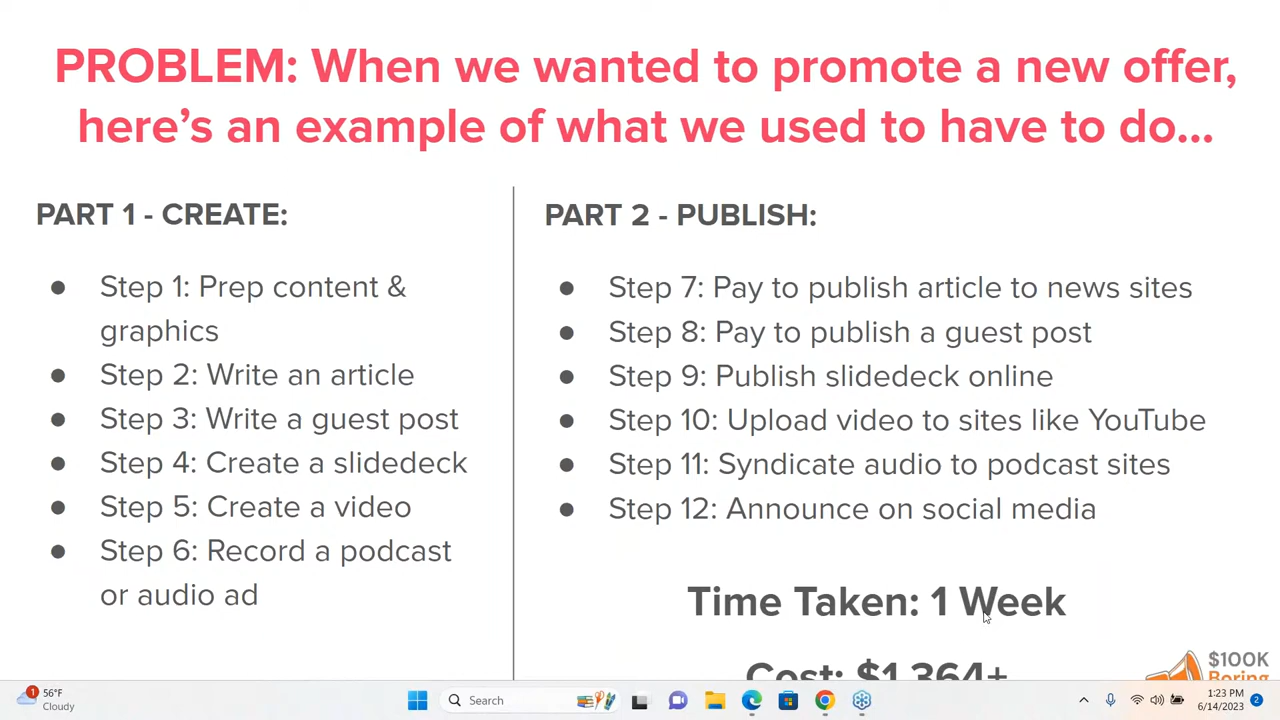 PROBLEM: When we wanted to promote a new offer,
here's an example of what we used to have to do...
PART 1 - CREATE:
Step 1: Prep content &
graphics
Step 2: Write an article
Step 3: Write a guest post
Step 4: Create a slidedeck
Step 5: Create a video
Step 6: Record a podcast
or audio ad
PART 2 - PUBLISH:
Step 7: Pay to publish article to news sites
Step 8: Pay to publish a guest post
Step 9: Publish slidedeck online
Step 10: Upload video to sites like YouTube
Step 11: Syndicate audio to podcast sites
Step 12: Announce on social media
Time Taken: 1 Week
Cost: $1,364+
$100K
Boring
1
56°F
Cloudy
Search
1:23 PM
6/14/2023
2